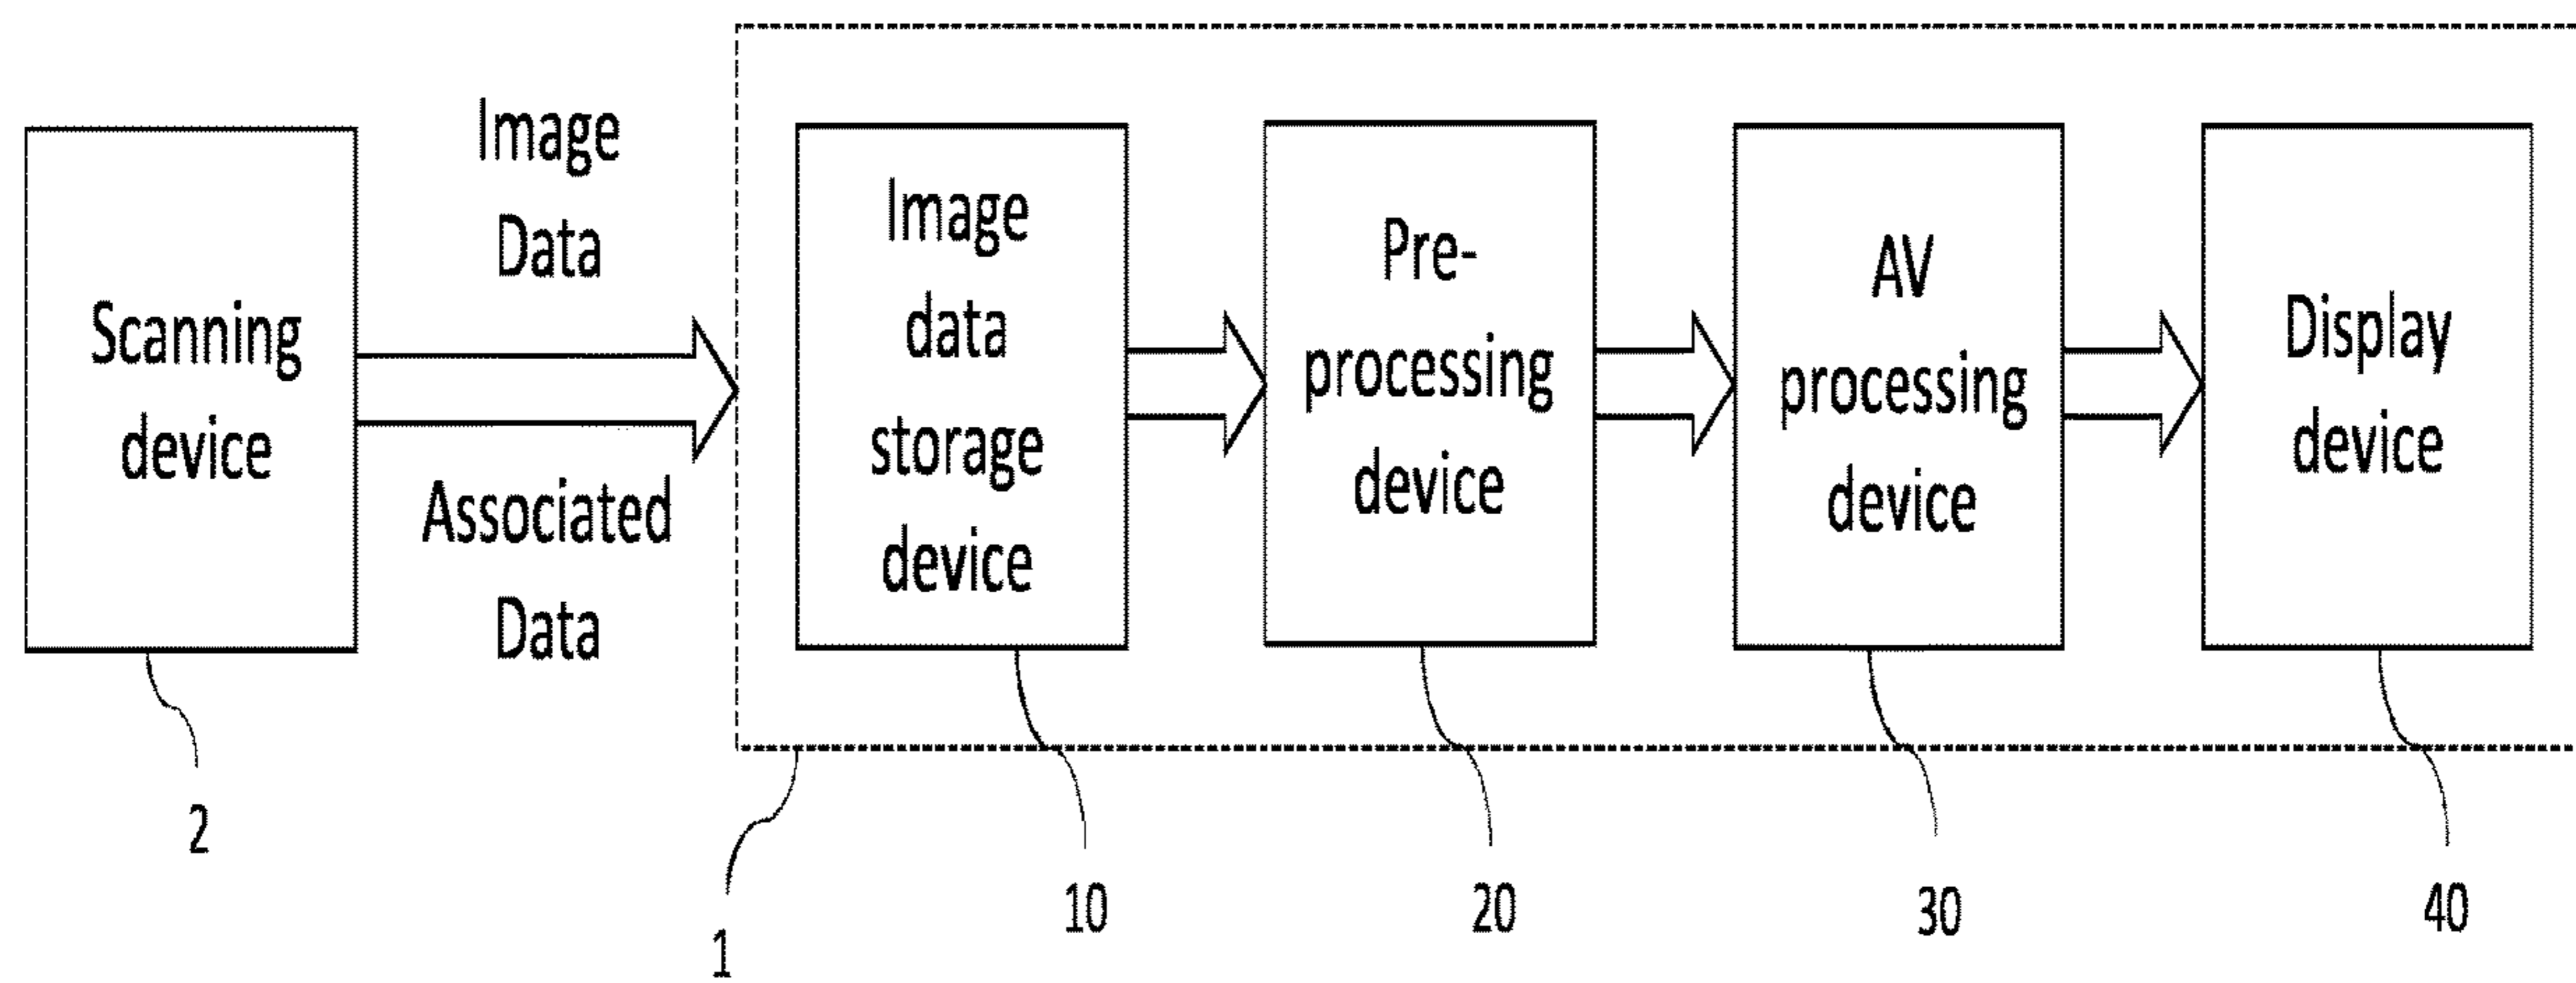 Scanning
device
Image
Data
Associated
Data
Image
data
storage
device
Pre-
processing
device
AV
processing
device
Display
device
2
1
10
20
30
40